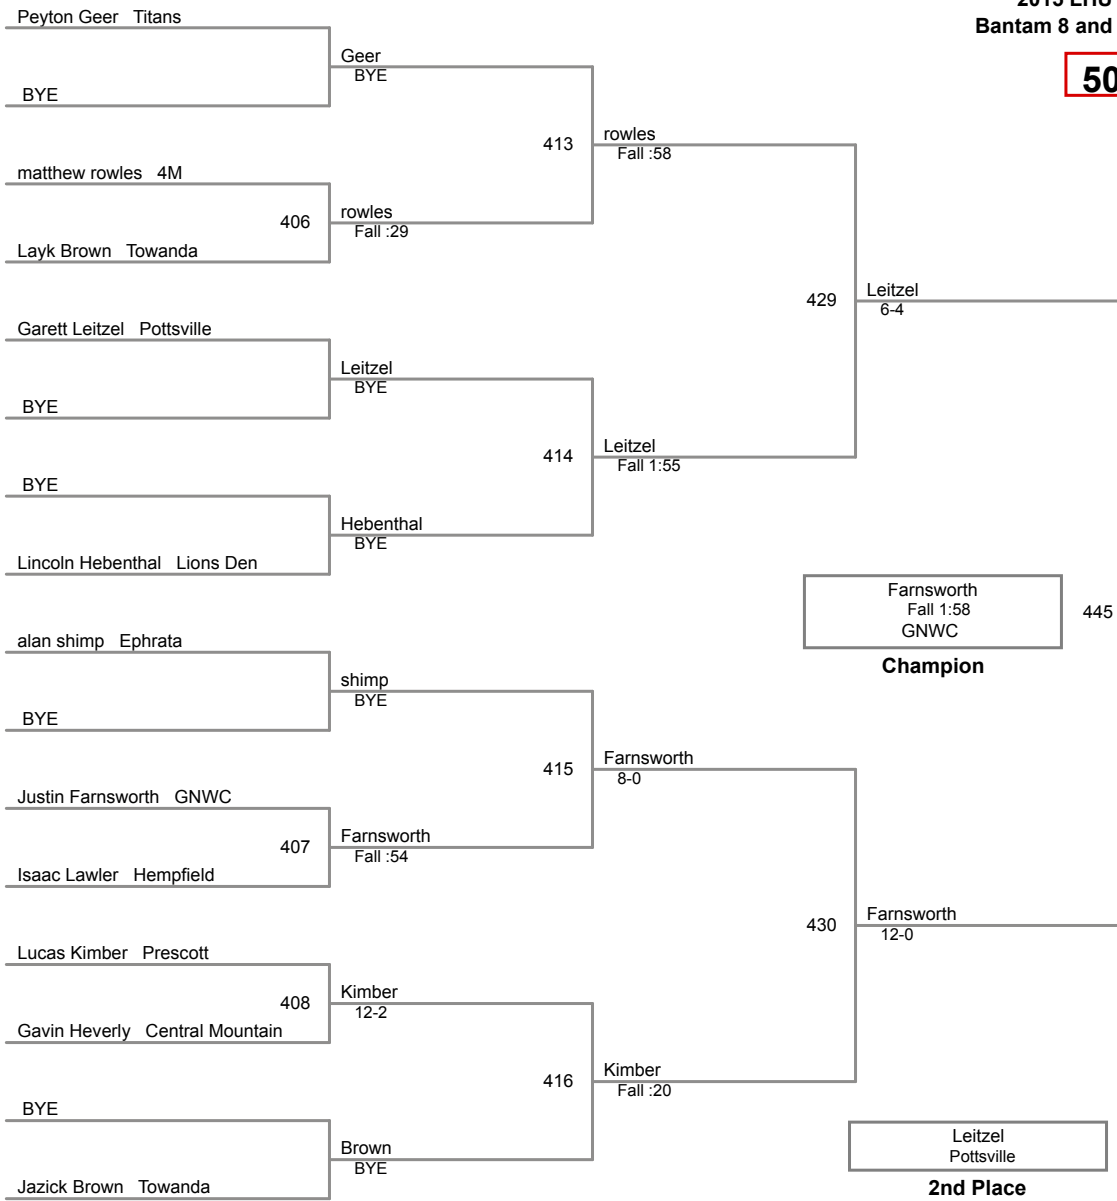 2015 LHU
Bantam 8 and
50
Peyton Geer Titans
Geer
BYE
BYE
413
rowles
Fall :58
matthew rowles 4M
406
rowles
Fall :29
Layk Brown Towanda
429
Leitzel
6-4
Garett Leitzel Pottsville
Leitzel
BYE
BYE
414
Leitzel
Fall 1:55
BYE
Hebenthal
BYE
Lincoln Hebenthal Lions Den
Farnsworth
Fall 1:58
GNWC
445
Champion
alan shimp Ephrata
shimp
BYE
BYE
415
Farnsworth
8-0
Justin Farnsworth GNWC
407
Farnsworth
Fall :54
Isaac Lawler Hempfield
430
Farnsworth
12-0
Lucas Kimber Prescott
408
Kimber
12-2
Gavin Heverly Central Mountain
416
Kimber
Fall :20
BYE
Brown
BYE
Jazick Brown Towanda
Leitzel
Pottsville
2nd Place